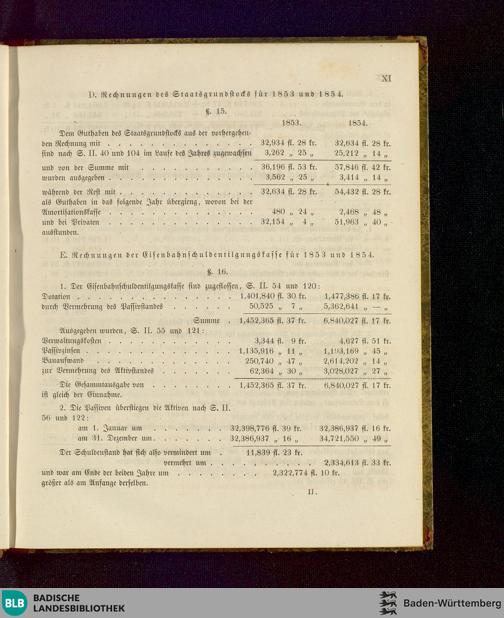 XI
D. Rechnungen des Staatsgrundstocks für 1853 und 1854.
§. 15.
1853. 1854.
Dem Guthaben des Staatsgrundstocks aus der vorhergehen-
den Rechnung mit . . . 32,934 fl. 28 kr. 32,634 fl. 28 kr.
sind nach S. II. 40 und 104 im Laufe des Jahres zugewachsen 3,262 „ 25 „ 25,212 „ 14 „
und von der Summe mit . . . 36,196 fl. 53 kr. 57,846 fl. 42 kr.
wurden ausgegeben . . . 3,562 „ 25 „ 3,414 „ 14 „
während der Rest mit . . . 32,634 fl. 28 kr. 54,432 fl. 28 kr.
als Guthaben in das folgende Jahr übergieng, wovon bei der
Amortisationskasse . . . 480 „ 24 „ 2,468 „ 48 „
und bei Privaten . . . 32,154 „ 4 „ 51,963 „ 40 „
ausstunden.
E. Rechnungen der Eisenbahnschuldentilgungskasse für 1853 und 1854.
§. 16.
1. Der Eisenbahnschuldentilgungskasse sind zugeflossen, S. II. 54 und 120:
Dotation . . . 1,401,840 fl. 30 kr. 1,477,386 fl. 17 kr.
durch Vermehrung des Passivstandes . . . 50,525 „ 7 „ 5,362,641 „ — „
Summe . 1,452,365 fl. 37 kr. 6,840,027 fl. 17 kr.
Ausgegeben wurden, S. II. 55 und 121:
Verwaltungskosten . . . 3,344 fl. 9 kr. 4,627 fl. 51 kr.
Passivzinsen . . . 1,135,916 „ 11 „ 1,193,169 „ 45 „
Bauaufwand . . . 250,740 „ 47 „ 2,614,202 „ 14 „
zur Vermehrung des Aktivstandes . . . 62,364 „ 30 „ 3,028,027 „ 27 „
Die Gesammtausgabe von . . . 1,452,365 fl. 37 kr. 6,840,027 fl. 17 kr.
ist gleich der Einnahme.
2. Die Passiven übersteigen die Aktiven nach S. II.
56 und 122:
am 1. Januar um . . . 32,398,776 fl. 39 kr. 32,386,937 fl. 16 kr.
am 31. Dezember um . . . 32,386,937 „ 16 „ 34,721,550 „ 49 „
Der Schuldenstand hat sich also vermindert um . 11,839 fl. 23 kr.
vermehrt um . . . 2,334,613 fl. 33 kr.
und war am Ende der beiden Jahre um . . . 2,322,774 fl. 10 kr.
größer als am Anfange derselben.
II.
BLB BADISCHE
LANDESBIBLIOTHEK
Baden-Württemberg